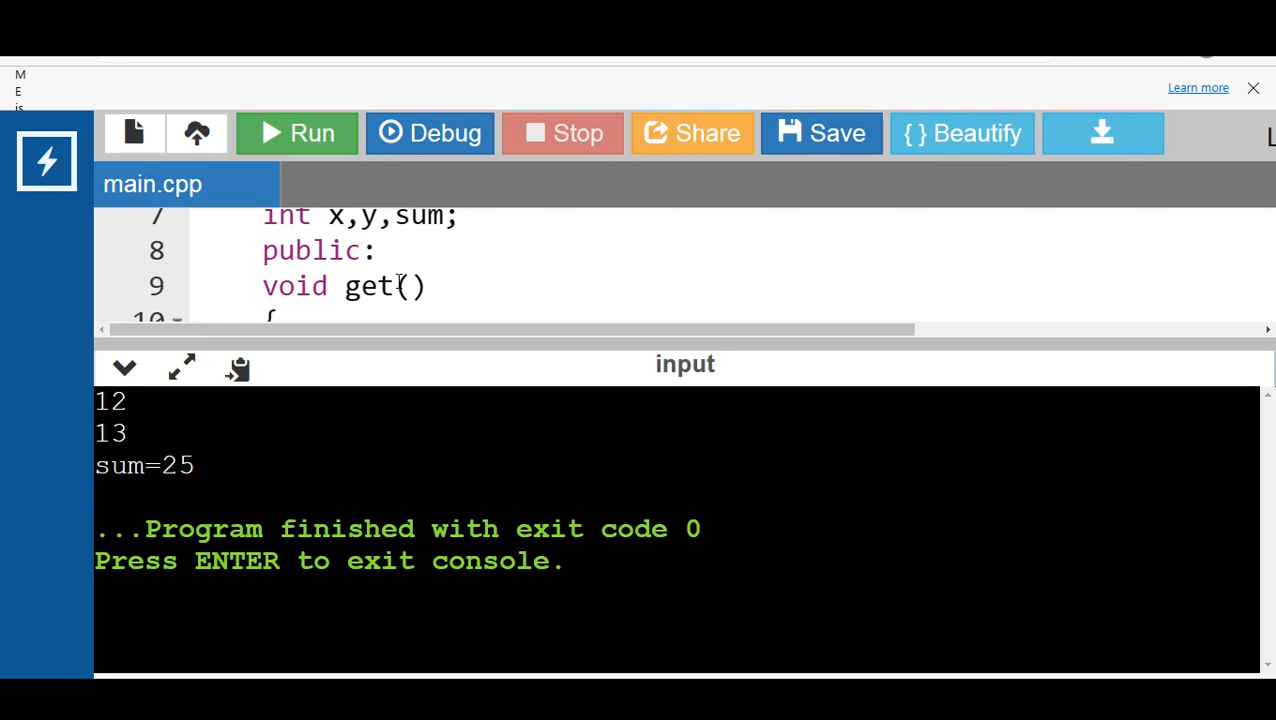 M
E
is
Learn more
Run Debug Stop Share Save { } Beautify
main.cpp
7 int x,y,sum;
8 public:
9 void get()
10 {
input
12
13
sum=25
...Program finished with exit code 0
Press ENTER to exit console.